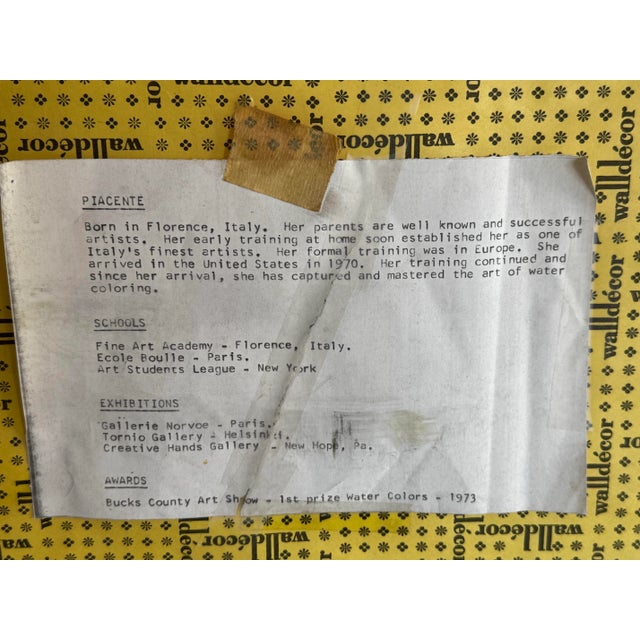 PIACENTE
Born in Florence, Italy. Her parents are well known and successful
artists. Her early training at home soon established her as one of
Italy's finest artists. Her formal training was in Europe. She
arrived in the United States in 1970. Her training continued and
since her arrival, she has captured and mastered the art of water
coloring.
SCHOOLS
Fine Art Academy - Florence, Italy.
Ecole Boulle - Paris.
Art Students League - New York
EXHIBITIONS
Gallerie Norvoe - Paris.
Tornio Gallery - Helsinki.
Creative Hands Gallery - New Hope, Pa.
AWARDS
Bucks County Art Show - 1st prize Water Colors - 1973
walldécor
walldécor
walldécor
walldécor
walldécor
walldécor
walldécor
walldécor
walldécor